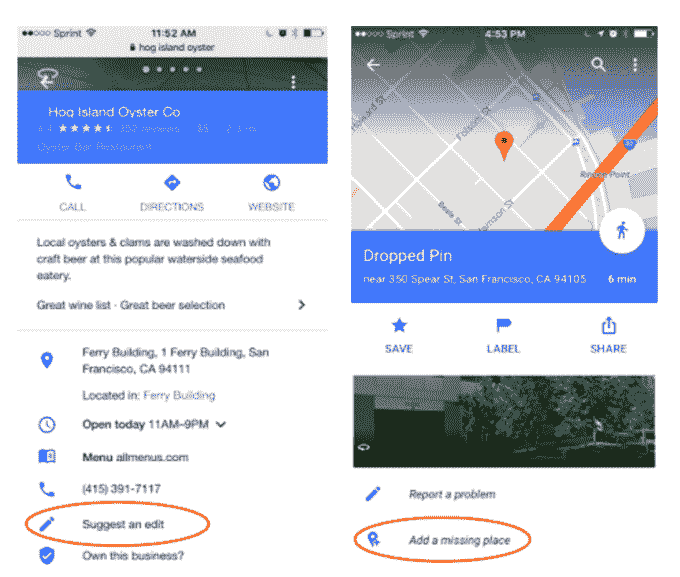 Sprint 11:52 AM
hog island oyster
Hog Island Oyster Co
4.4 352 reviews · $$ · 2 min
Oyster Bar Restaurant
CALL DIRECTIONS WEBSITE
Local oysters & clams are washed down with
craft beer at this popular waterside seafood
eatery.
Great wine list · Great beer selection
Ferry Building, 1 Ferry Building, San
Francisco, CA 94111
Located in: Ferry Building
Open today 11AM–9PM
Menu allmenus.com
(415) 391-7117
Suggest an edit
Own this business?
Sprint 4:53 PM
Howard St
Folsom St
Beale St
Harrison St
Rincon Point
Dropped Pin
near 350 Spear St, San Francisco, CA 94105 6 min
SAVE LABEL SHARE
Report a problem
Add a missing place